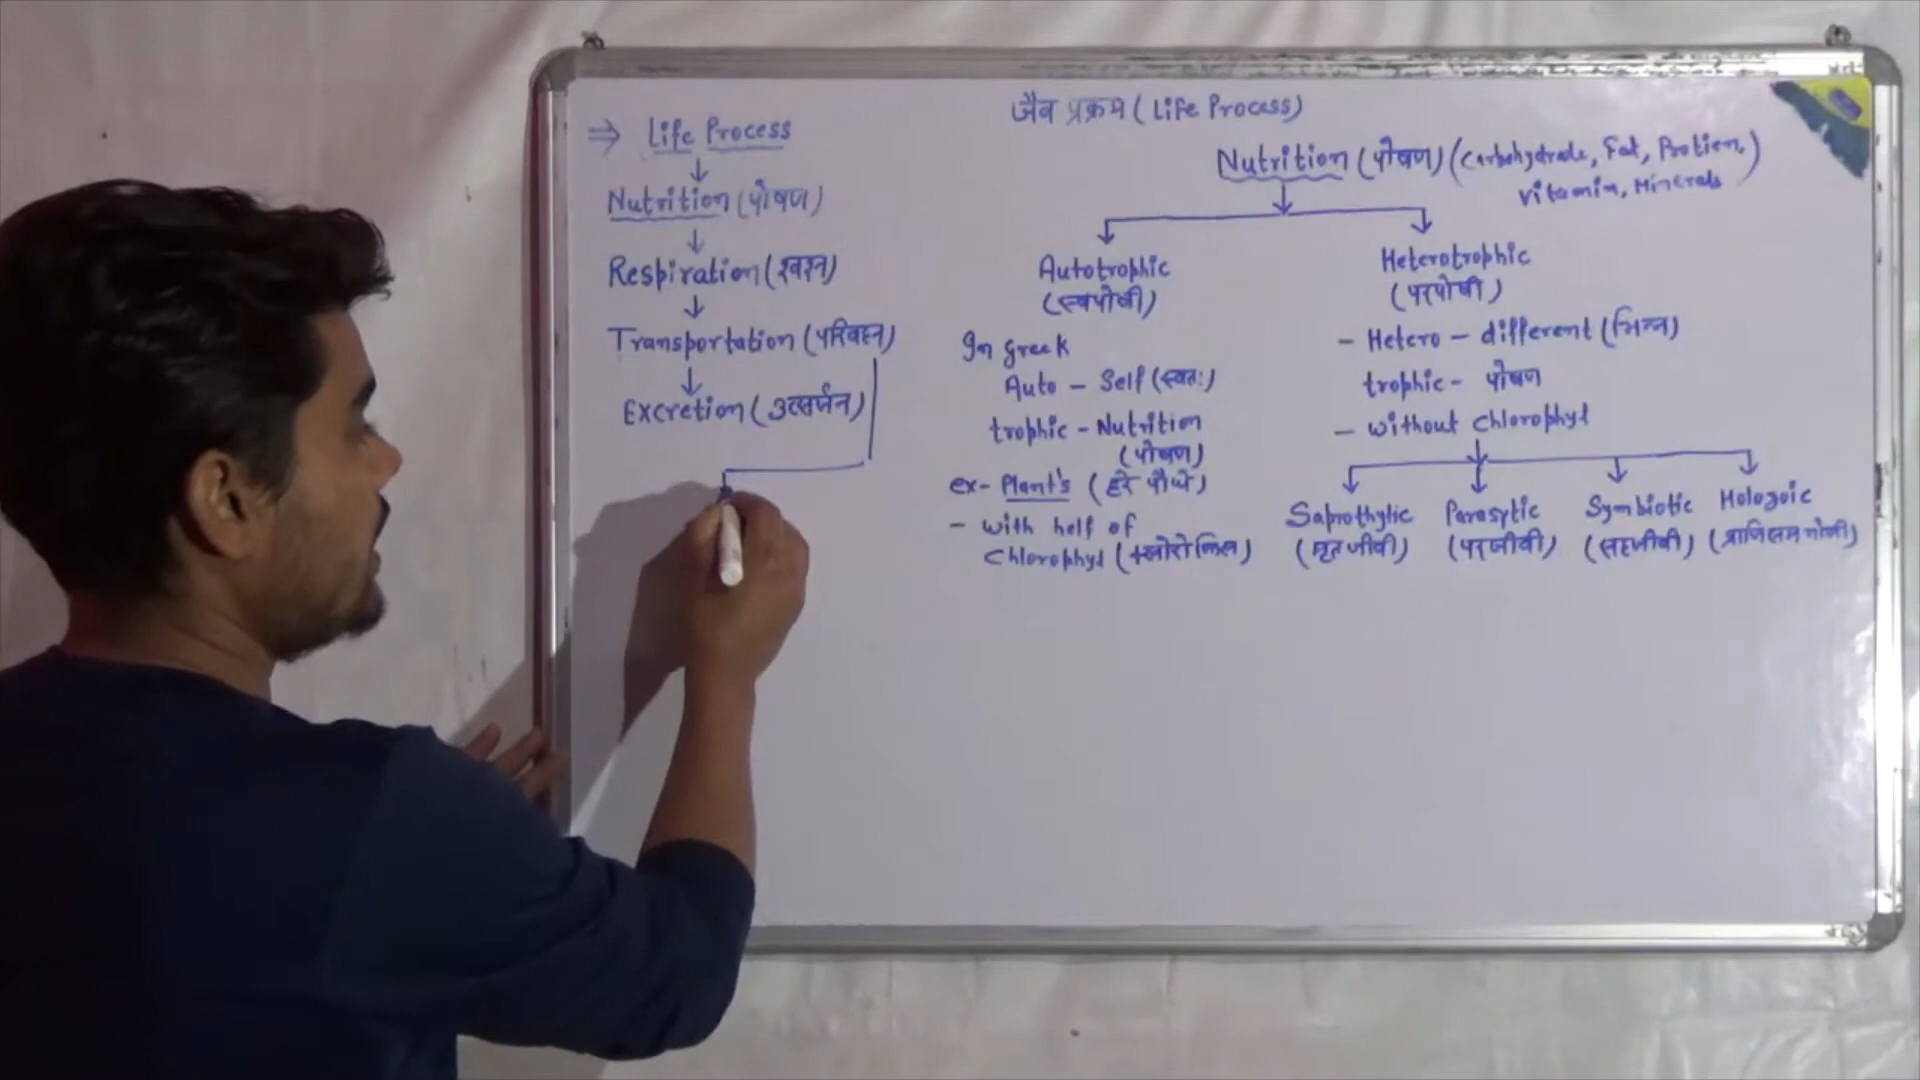 जैव प्रक्रम (Life Process)
⇒ Life Process
Nutrition (पोषण)
Respiration (श्वसन)
Transportation (परिवहन)
Excretion (उत्सर्जन)
Nutrition (पोषण) (Carbohydrate, Fat, Protien,
Vitamin, Minerals)
Autotrophic
(स्वपोषी)
In Greek
Auto - Self (स्वतः)
trophic - Nutrition
(पोषण)
ex- Plant's (हरे पौधे)
- with helf of
Chlorophyl (क्लोरोफिल)
Heterotrophic
(परपोषी)
- Hetero - different (भिन्न)
trophic - पोषण
- without Chlorophyl
Saprothylic Parasytic Symbiotic Hologoic
(मृतजीवी) (परजीवी) (सहजीवी)